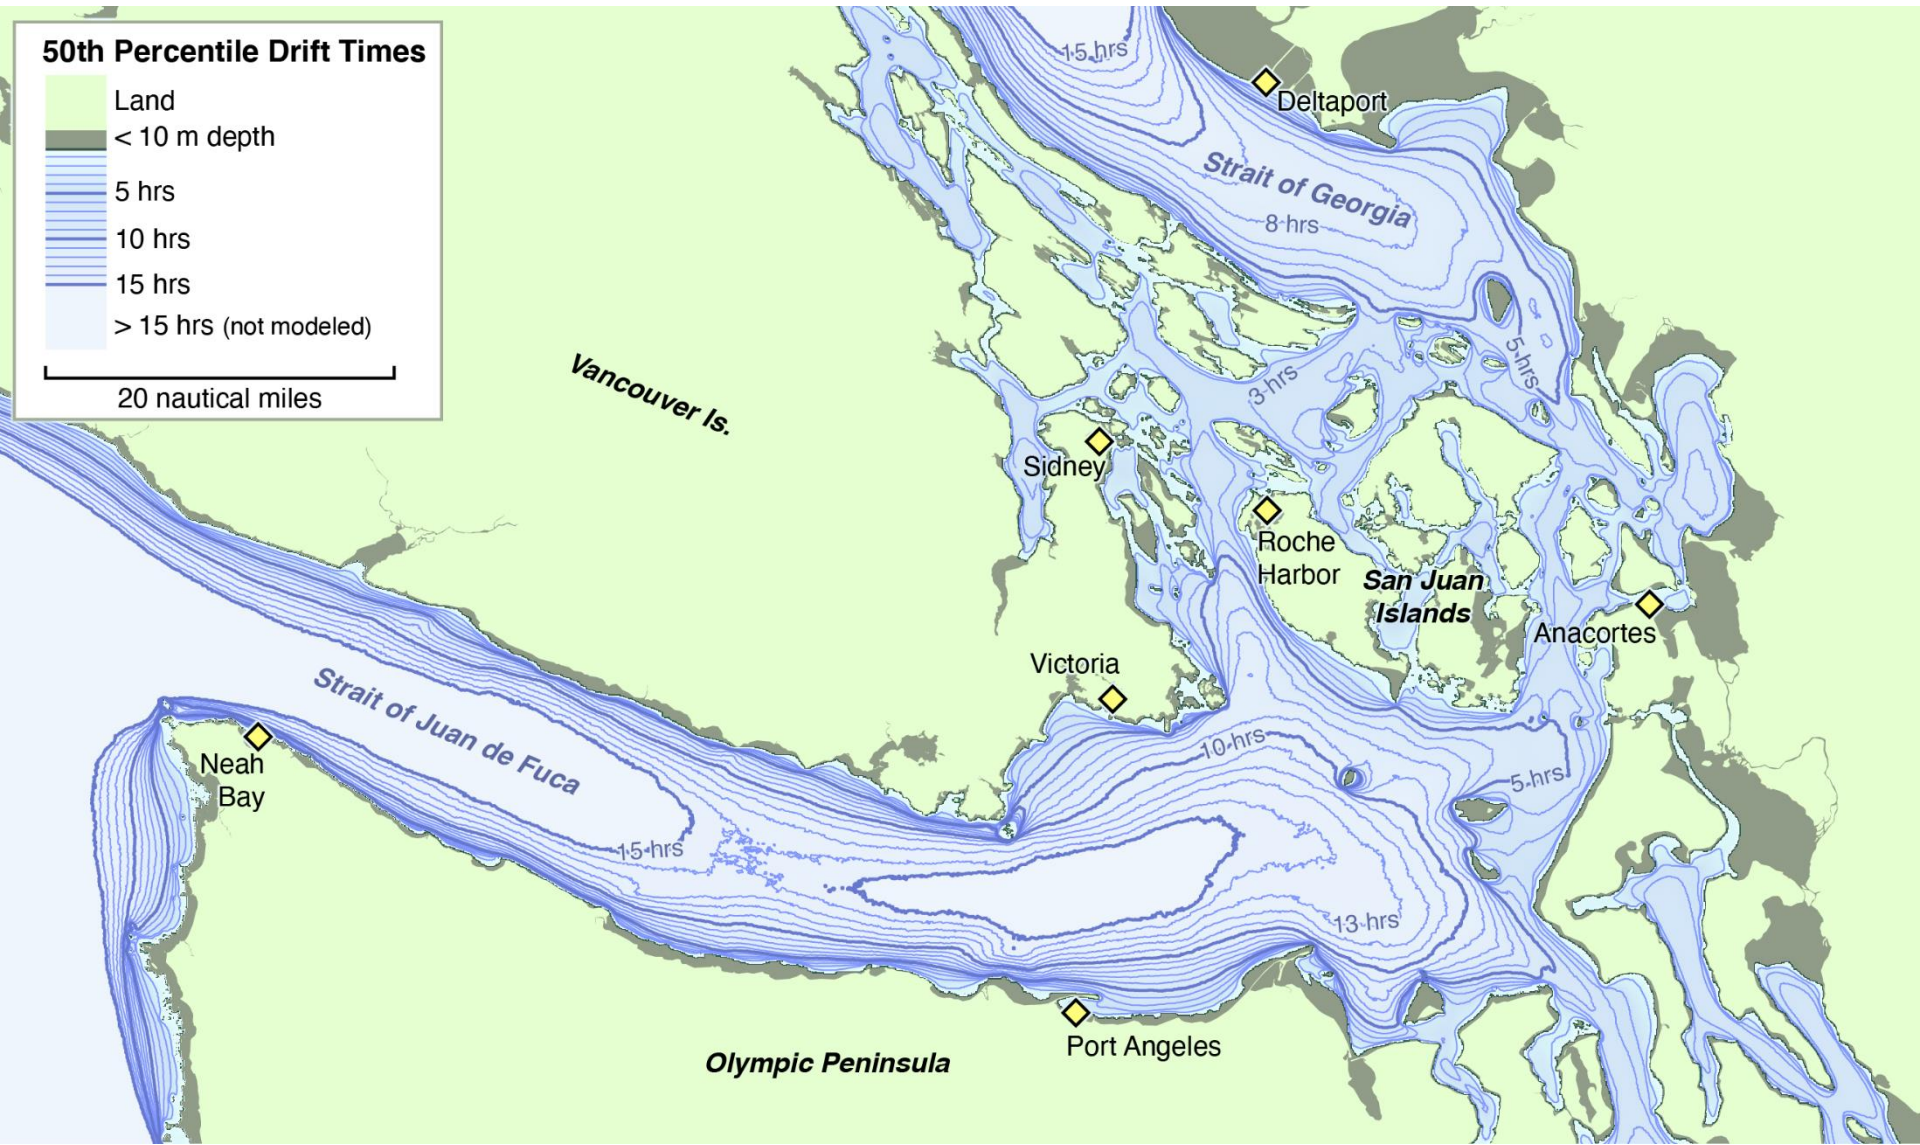 50th Percentile Drift Times
Land
< 10 m depth
5 hrs
10 hrs
15 hrs
> 15 hrs (not modeled)
20 nautical miles
15 hrs
Deltaport
Strait of Georgia
8 hrs
5 hrs
3 hrs
Vancouver Is.
Sidney
Roche
Harbor
San Juan
Islands
Anacortes
Victoria
Strait of Juan de Fuca
Neah
Bay
10 hrs
5 hrs
15 hrs
13 hrs
Port Angeles
Olympic Peninsula